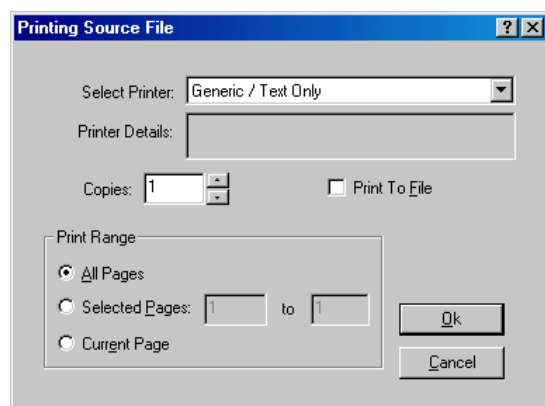 Printing Source File
Select Printer: Generic / Text Only
Printer Details:
Copies: 1 Print To File
Print Range
All Pages
Selected Pages: 1 to 1
Current Page
Ok
Cancel